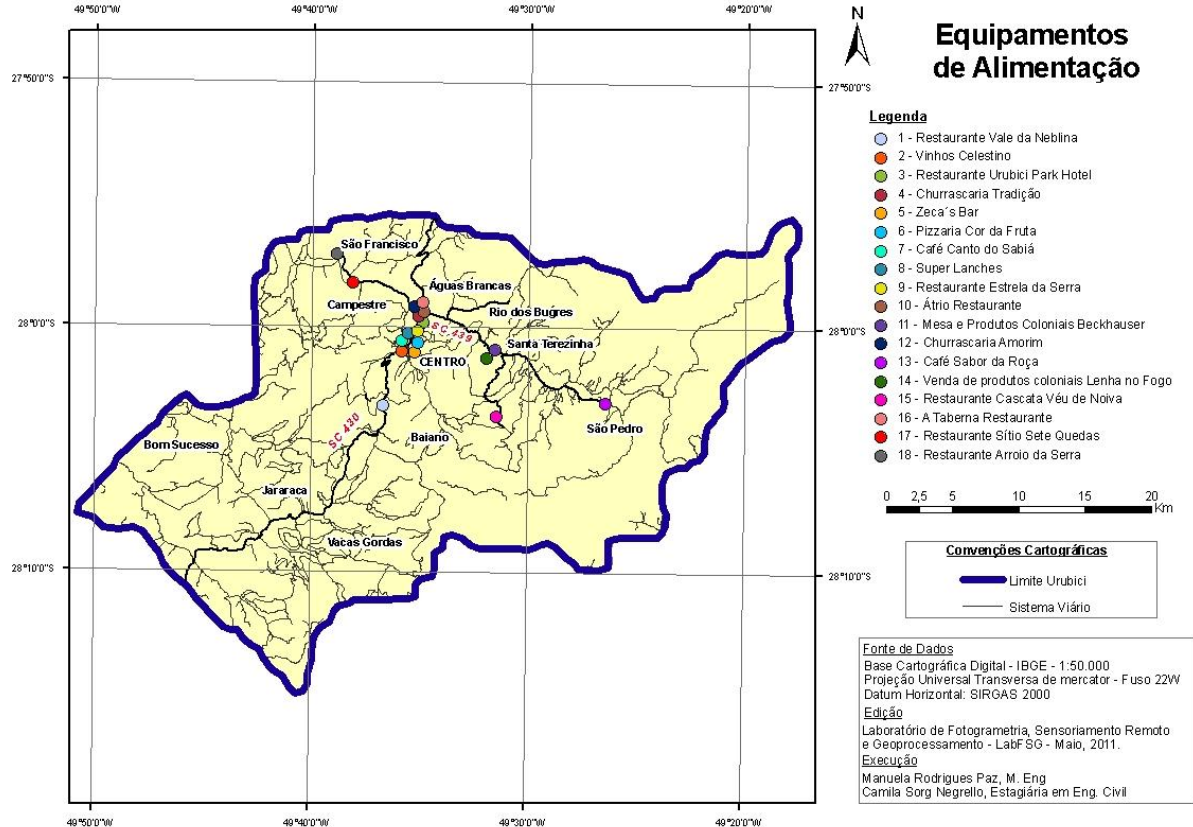 49°50'0"W
49°40'0"W
49°30'0"W
49°20'0"W
N
Equipamentos
de Alimentação
27°50'0"S
27°50'0"S
Legenda
1 - Restaurante Vale da Neblina
2 - Vinhos Celestino
3 - Restaurante Urubici Park Hotel
4 - Churrascaria Tradição
5 - Zeca´s Bar
6 - Pizzaria Cor da Fruta
7 - Café Canto do Sabiá
8 - Super Lanches
9 - Restaurante Estrela da Serra
10 - Átrio Restaurante
11 - Mesa e Produtos Coloniais Beckhauser
12 - Churrascaria Amorim
13 - Café Sabor da Roça
14 - Venda de produtos coloniais Lenha no Fogo
15 - Restaurante Cascata Véu de Noiva
16 - A Taberna Restaurante
17 - Restaurante Sítio Sete Quedas
18 - Restaurante Arroio da Serra
São Francisco
Águas Brancas
Campestre
Rio dos Bugres
28°0'0"S
28°0'0"S
SC 439
Santa Terezinha
CENTRO
São Pedro
SC 430
Baiano
Bom Sucesso
Jararaca
Vacas Gordas
0 2,5 5 10 15 20
Km
28°10'0"S
28°10'0"S
Convenções Cartográficas
Limite Urubici
Sistema Viário
Fonte de Dados
Base Cartográfica Digital - IBGE - 1:50.000
Projeção Universal Transversa de mercator - Fuso 22W
Datum Horizontal: SIRGAS 2000
Edição
Laboratório de Fotogrametria, Sensoriamento Remoto
e Geoprocessamento - LabFSG - Maio, 2011.
Execução
Manuela Rodrigues Paz, M. Eng
Camila Sorg Negrello, Estagiária em Eng. Civil
49°50'0"W
49°40'0"W
49°30'0"W
49°20'0"W